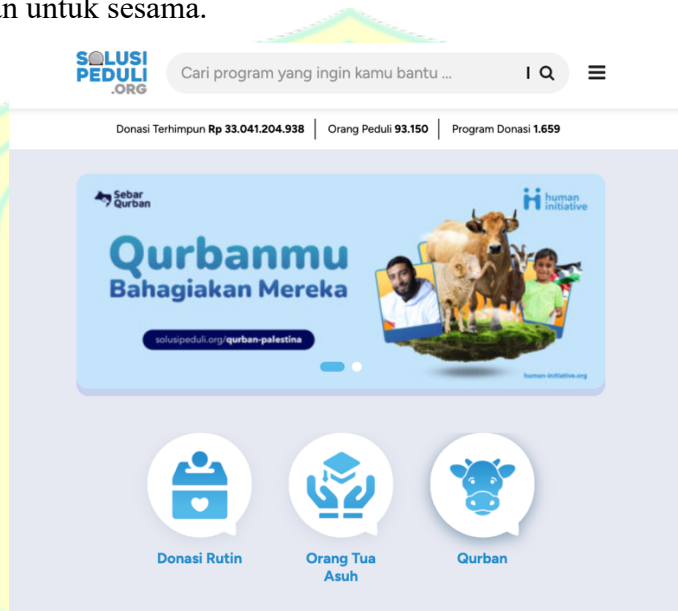 n untuk sesama.
SOLUSI
PEDULI
.ORG
Cari program yang ingin kamu bantu ...
Donasi Terhimpun Rp 33.041.204.938 | Orang Peduli 93.150 | Program Donasi 1.659
Sebar
Qurban
human
initiative
Qurbanmu
Bahagiakan Mereka
solusipeduli.org/qurban-palestina
human-initiative.org
Donasi Rutin
Orang Tua
Asuh
Qurban